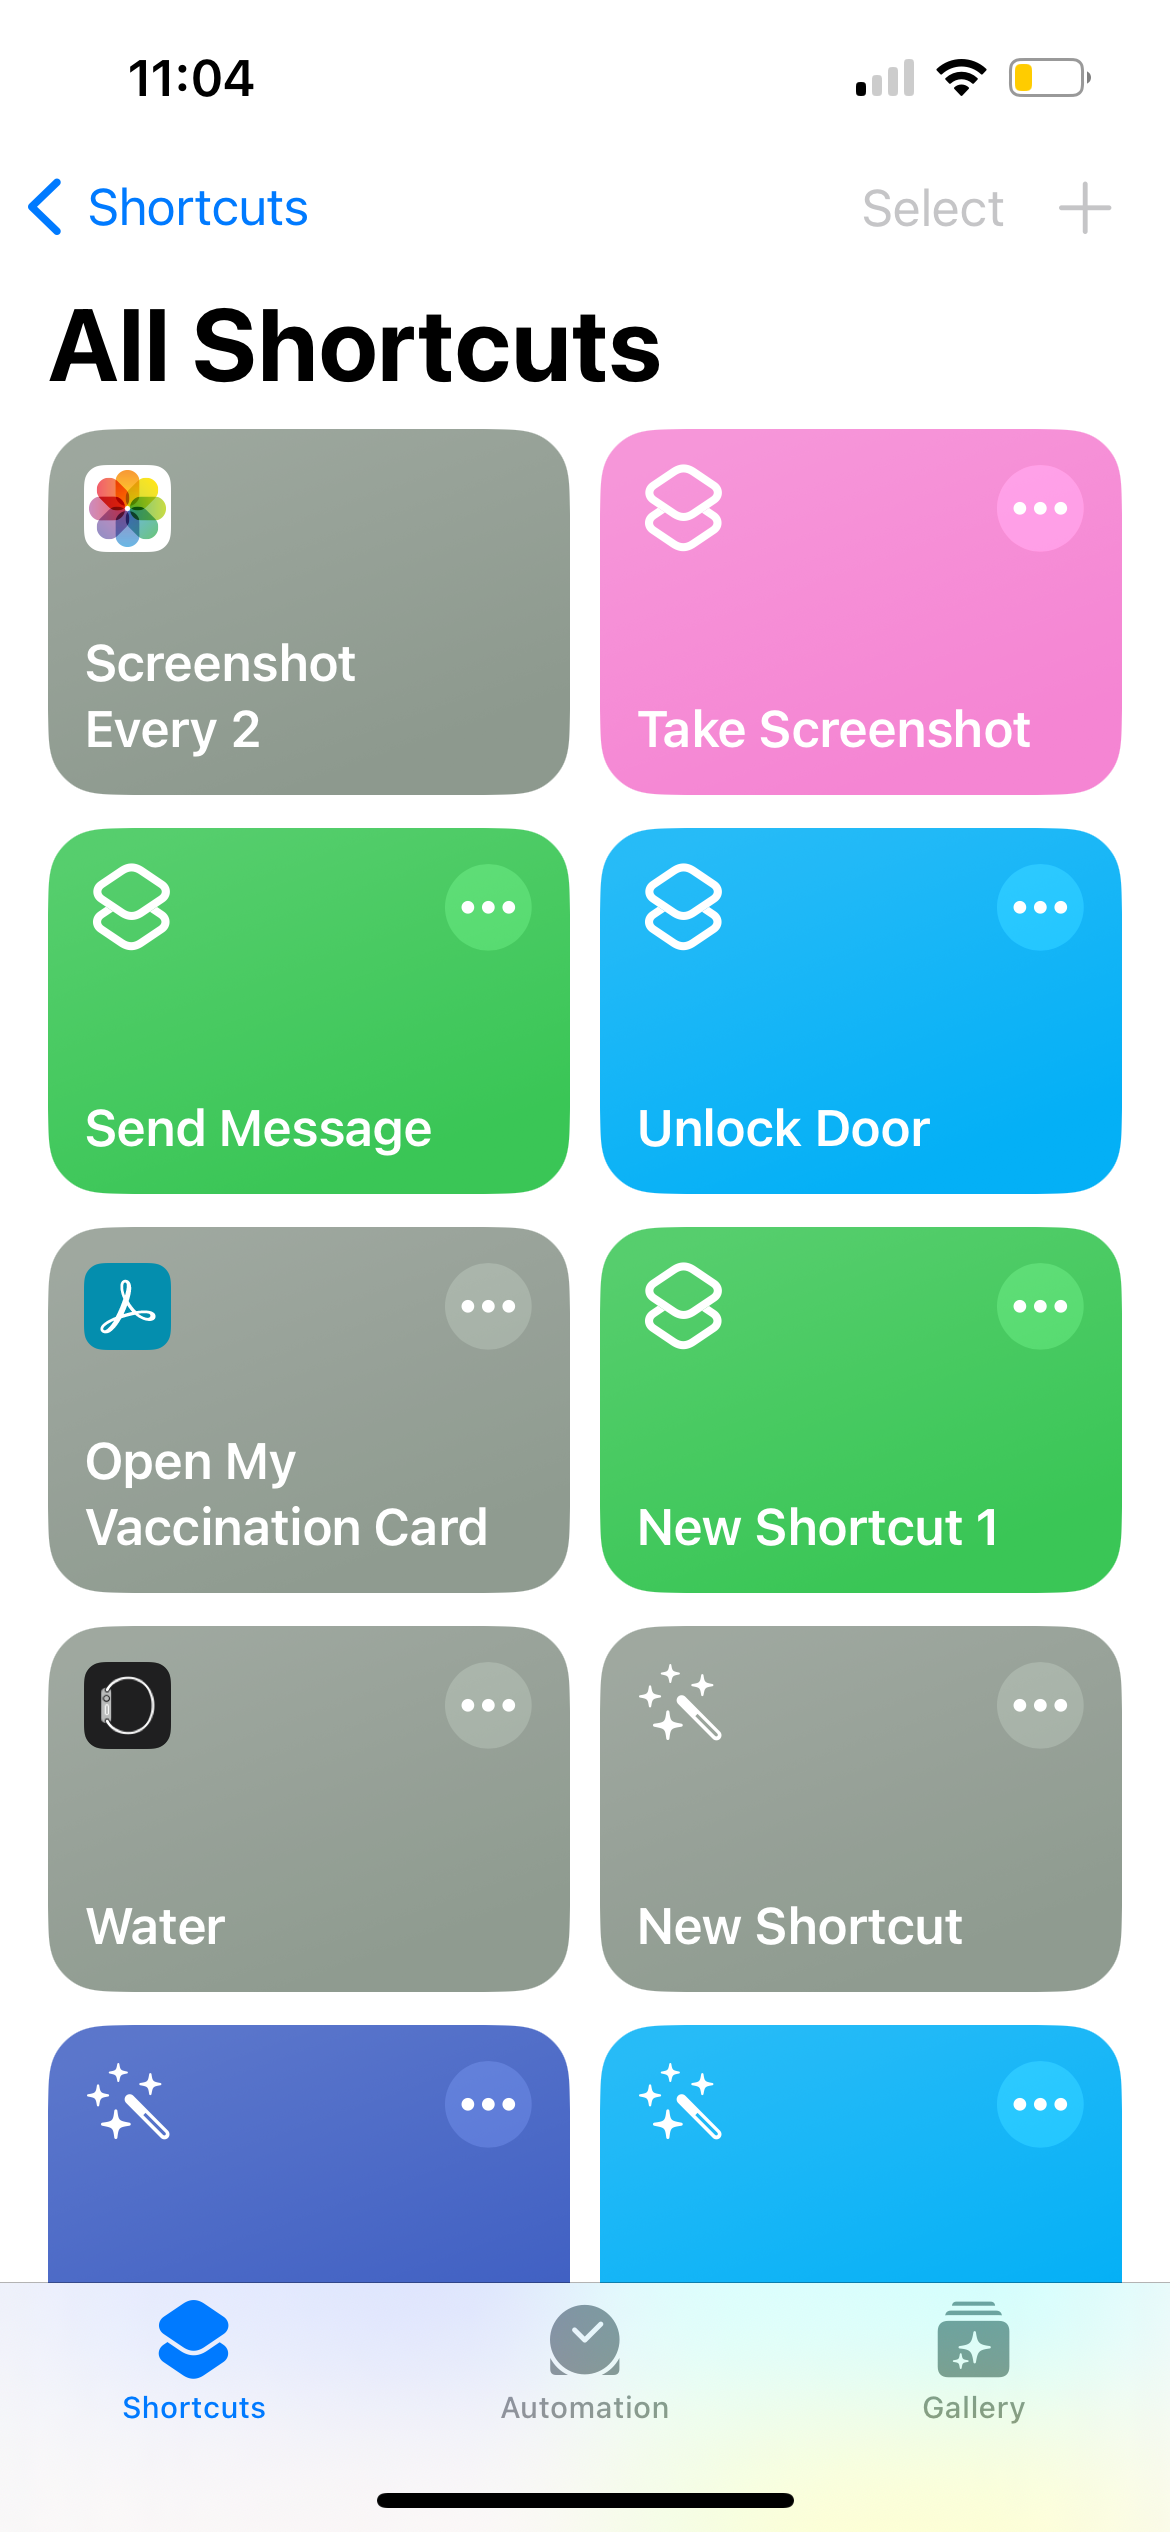 11:04
Shortcuts
Select
All Shortcuts
Screenshot
Every 2
Take Screenshot
Send Message
Unlock Door
Open My
Vaccination Card
New Shortcut 1
Water
New Shortcut
Shortcuts
Automation
Gallery